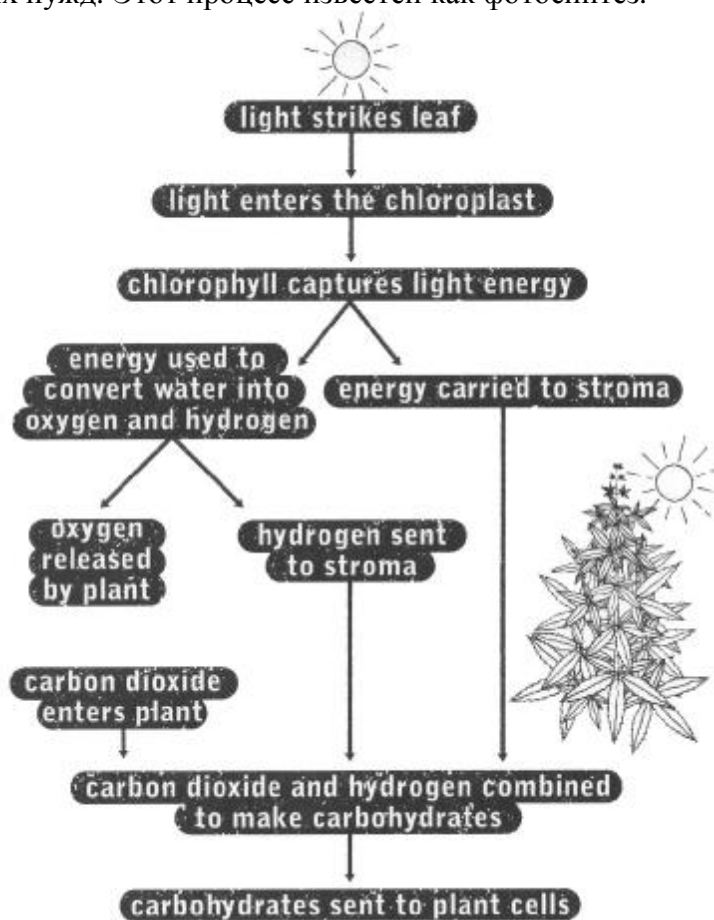 их нужд. Этот процесс известен как фотосинтез.
light strikes leaf
light enters the chloroplast
chlorophyll captures light energy
energy used to
convert water into
oxygen and hydrogen
energy carried to stroma
oxygen
released
by plant
hydrogen sent
to stroma
carbon dioxide
enters plant
carbon dioxide and hydrogen combined
to make carbohydrates
carbohydrates sent to plant cells